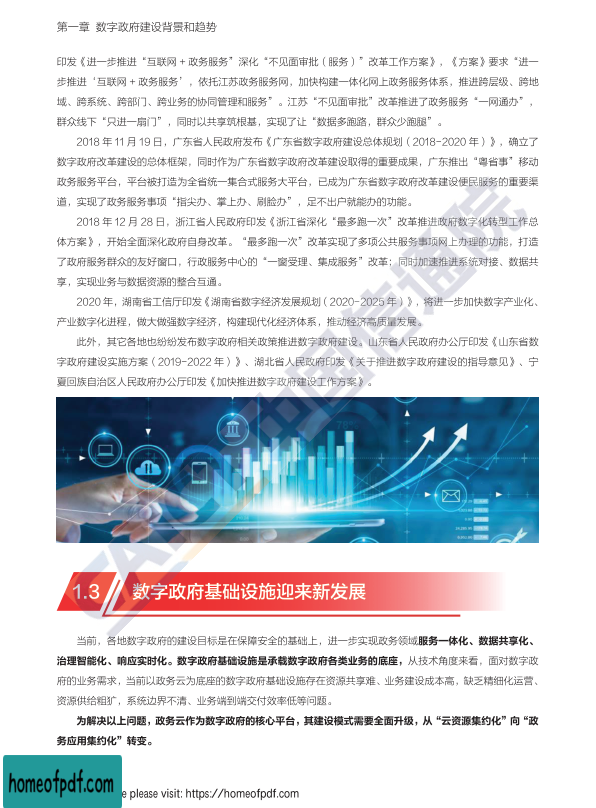 第一章 数字政府建设背景和趋势
印发《进一步推进“互联网 + 政务服务”深化“不见面审批（服务）”改革工作方案》，《方案》要求“进一
步推进‘互联网 + 政务服务’，依托江苏政务服务网，加快构建一体化网上政务服务体系，推进跨层级、跨地
域、跨系统、跨部门、跨业务的协同管理和服务”。江苏“不见面审批”改革推进了政务服务“一网通办”，
群众线下“只进一扇门”，同时以共享筑根基，实现了让“数据多跑路，群众少跑腿”。
2018 年 11 月 19 日，广东省人民政府发布《广东省数字政府建设总体规划（2018-2020 年）》，确立了
数字政府改革建设的总体框架，同时作为广东省数字政府改革建设取得的重要成果，广东推出“粤省事”移动
政务服务平台，平台被打造为全省统一集合式服务大平台，已成为广东省数字政府改革建设便民服务的重要渠
道，实现了政务服务事项“指尖办、掌上办、刷脸办”，足不出户就能办的功能。
2018 年 12 月 28 日，浙江省人民政府印发《浙江省深化“最多跑一次”改革推进政府数字化转型工作总
体方案》，开始全面深化政府自身改革。“最多跑一次”改革实现了多项公共服务事项网上办理的功能，打造
了政府服务群众的友好窗口，行政服务中心的“一窗受理、集成服务”改革；同时加速推进系统对接、数据共
享，实现业务与数据资源的整合互通。
2020 年，湖南省工信厅印发《湖南省数字经济发展规划（2020-2025 年）》，将进一步加快数字产业化、
产业数字化进程，做大做强数字经济，构建现代化经济体系，推动经济高质量发展。
此外，其它各地也纷纷发布数字政府相关政策推进数字政府建设。山东省人民政府办公厅印发《山东省数
字政府建设实施方案（2019-2022 年）》、湖北省人民政府印发《关于推进数字政府建设的指导意见》、宁
夏回族自治区人民政府办公厅印发《加快推进数字政府建设工作方案》。
1.3 数字政府基础设施迎来新发展
当前，各地数字政府的建设目标是在保障安全的基础上，进一步实现政务领域服务一体化、数据共享化、
治理智能化、响应实时化。数字政府基础设施是承载数字政府各类业务的底座，从技术角度来看，面对数字政
府的业务需求，当前以政务云为底座的数字政府基础设施存在资源共享难、业务建设成本高，缺乏精细化运营、
资源供给粗犷，系统边界不清、业务端到端交付效率低等问题。
为解决以上问题，政务云作为数字政府的核心平台，其建设模式需要全面升级，从“云资源集约化”向“政
务应用集约化”转变。
CAICT 中国信通院
homeofpdf.com
e please visit: https://homeofpdf.com